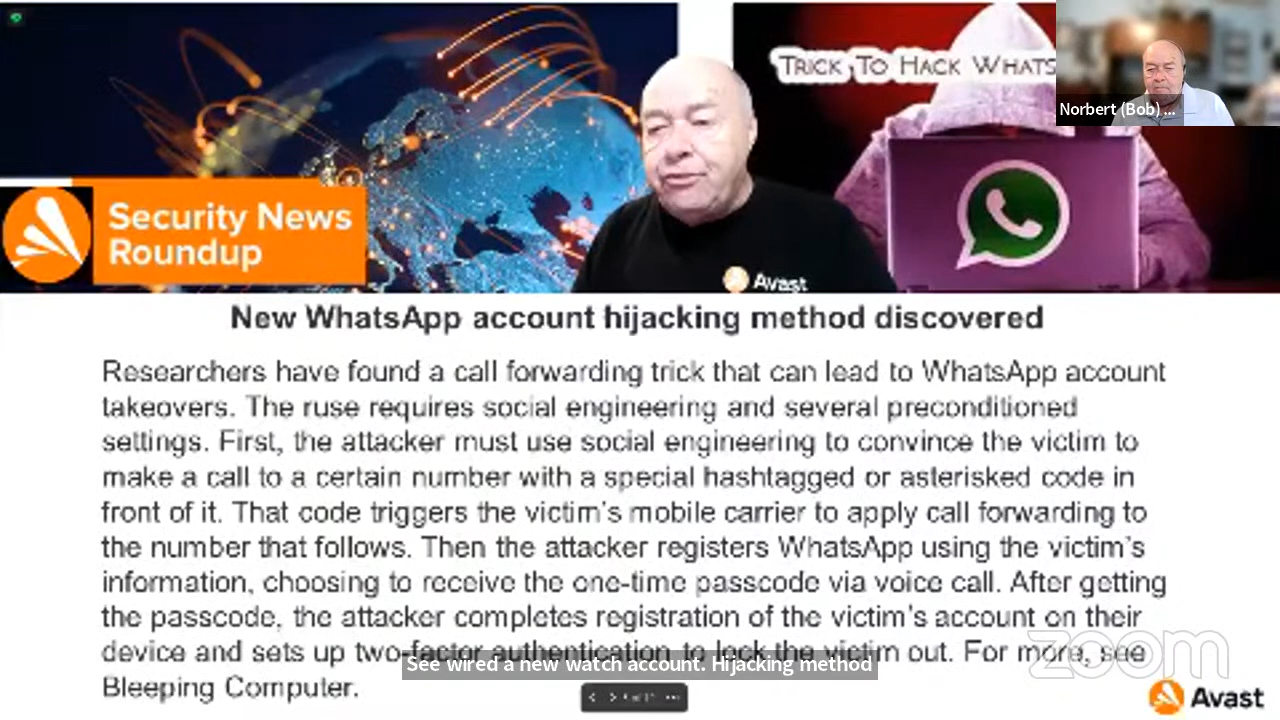 TRICK TO HACK WHATS
Norbert (Bob) ...
Security News
Roundup
Avast
New WhatsApp account hijacking method discovered
Researchers have found a call forwarding trick that can lead to WhatsApp account
takeovers. The ruse requires social engineering and several preconditioned
settings. First, the attacker must use social engineering to convince the victim to
make a call to a certain number with a special hashtagged or asterisked code in
front of it. That code triggers the victim's mobile carrier to apply call forwarding to
the number that follows. Then the attacker registers WhatsApp using the victim's
information, choosing to receive the one-time passcode via voice call. After getting
the passcode, the attacker completes registration of the victim's account on their
device and sets up two-factor authentication to lock the victim out. For more, see
Bleeping Computer.
See wired a new watch account. Hijacking method
zoom
Avast